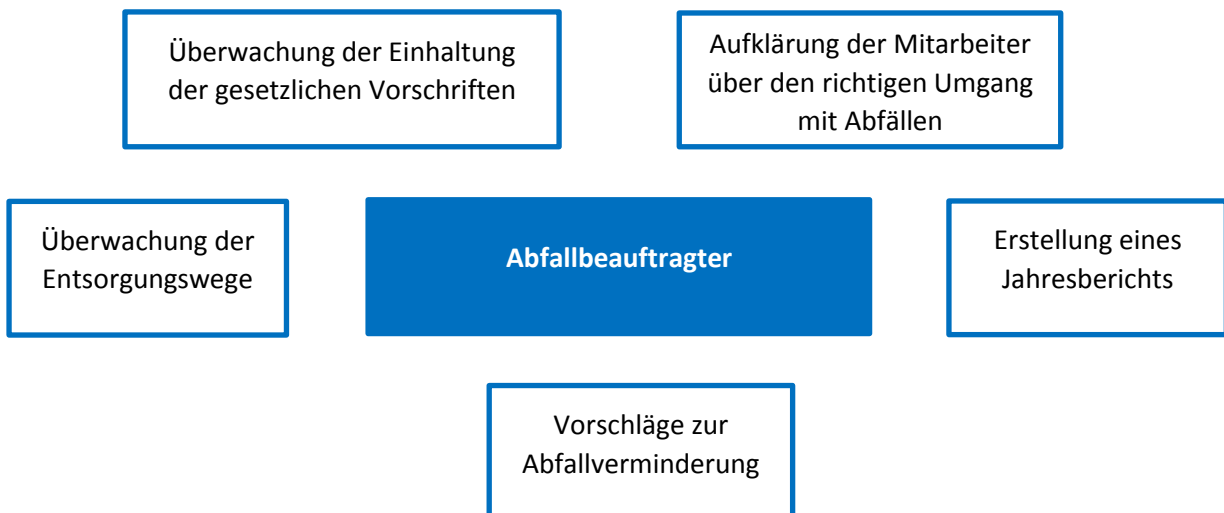 Überwachung der Einhaltung
der gesetzlichen Vorschriften
Aufklärung der Mitarbeiter
über den richtigen Umgang
mit Abfällen
Überwachung der
Entsorgungswege
Abfallbeauftragter
Erstellung eines
Jahresberichts
Vorschläge zur
Abfallverminderung